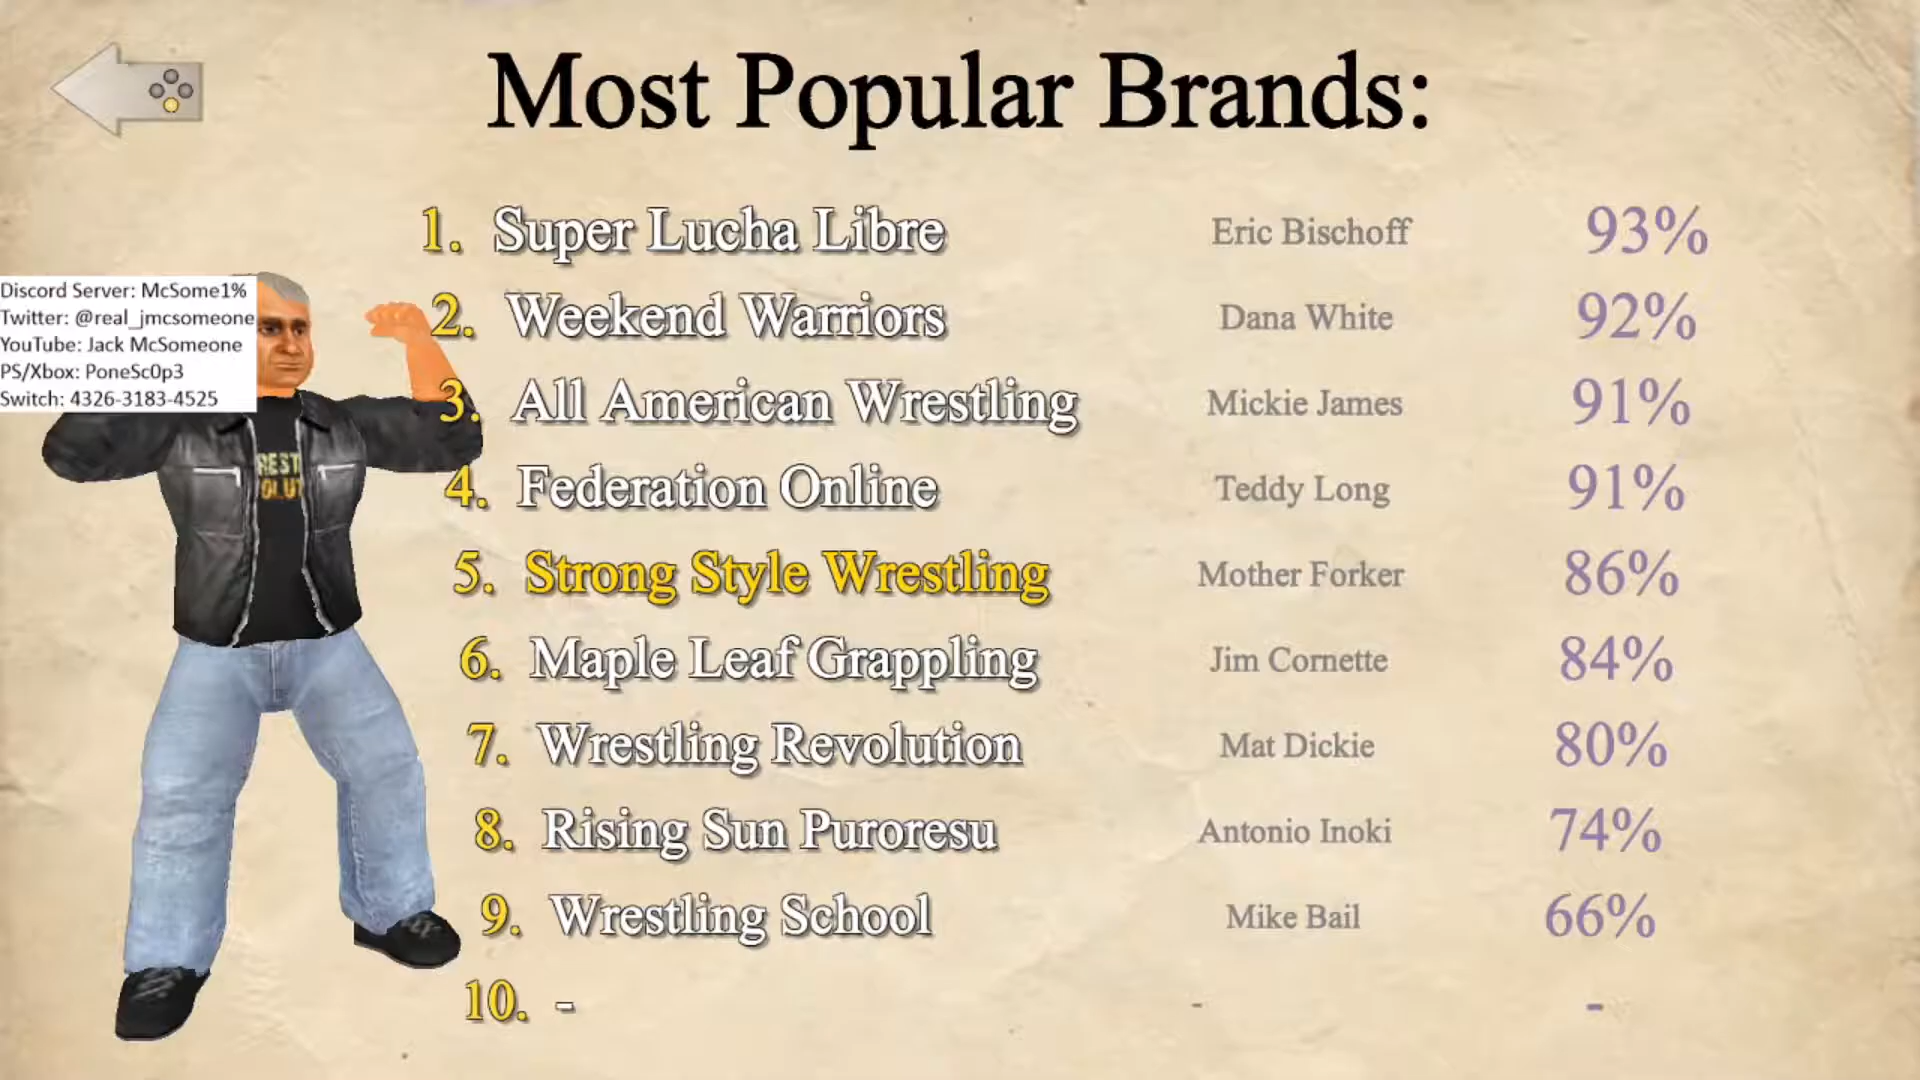 Most Popular Brands:
1. Super Lucha Libre Eric Bischoff 93%
2. Weekend Warriors Dana White 92%
3. All American Wrestling Mickie James 91%
4. Federation Online Teddy Long 91%
5. Strong Style Wrestling Mother Forker 86%
6. Maple Leaf Grappling Jim Cornette 84%
7. Wrestling Revolution Mat Dickie 80%
8. Rising Sun Puroresu Antonio Inoki 74%
9. Wrestling School Mike Bail 66%
10. - - -
Discord Server: McSome1%
Twitter: @real_jmcsomeone
YouTube: Jack McSomeone
PS/Xbox: PoneSc0p3
Switch: 4326-3183-4525